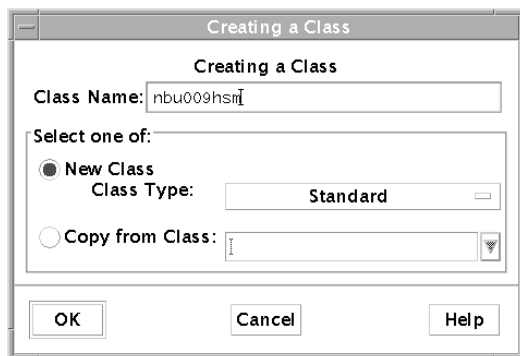 Creating a Class
Creating a Class
Class Name: nbu009hsm
Select one of:
New Class
Class Type: Standard
Copy from Class:
OK Cancel Help